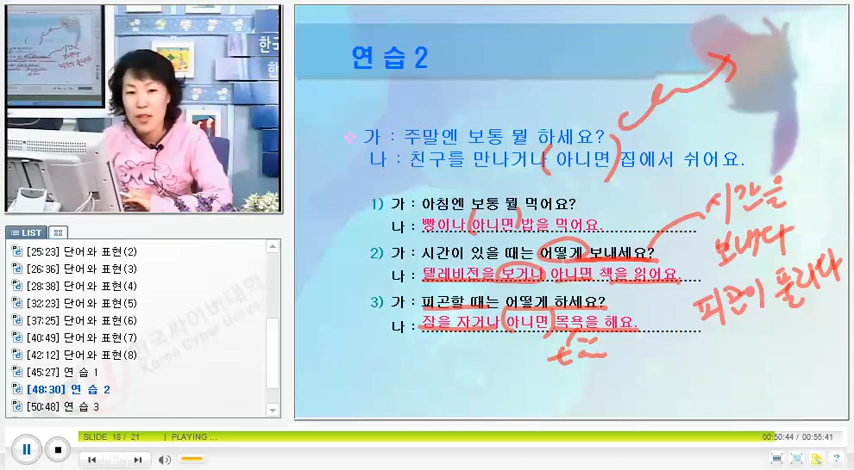 연 습 2
가 : 주말엔 보통 뭘 하세요?
나 : 친구를 만나거나 아니면 집에서 쉬어요.
1) 가 : 아침엔 보통 뭘 먹어요?
나 : 빵이나 아니면 밥을 먹어요.
2) 가 : 시간이 있을 때는 어떻게 보내세요?
나 : 텔레비전을 보거나 아니면 책을 읽어요.
3) 가 : 피곤할 때는 어떻게 하세요?
나 : 잠을 자거나 아니면 목욕을 해요.
시간을
보내다
피곤이 풀리다
LIST
[25:23] 단어와 표현(2)
[26:36] 단어와 표현(3)
[28:38] 단어와 표현(4)
[32:23] 단어와 표현(5)
[37:25] 단어와 표현(6)
[40:49] 단어와 표현(7)
[42:12] 단어와 표현(8)
[45:27] 연 습 1
[48:30] 연 습 2
[50:48] 연 습 3
SLIDE 18 / 21 | PLAYING ...
00:50:44 / 00:55:41